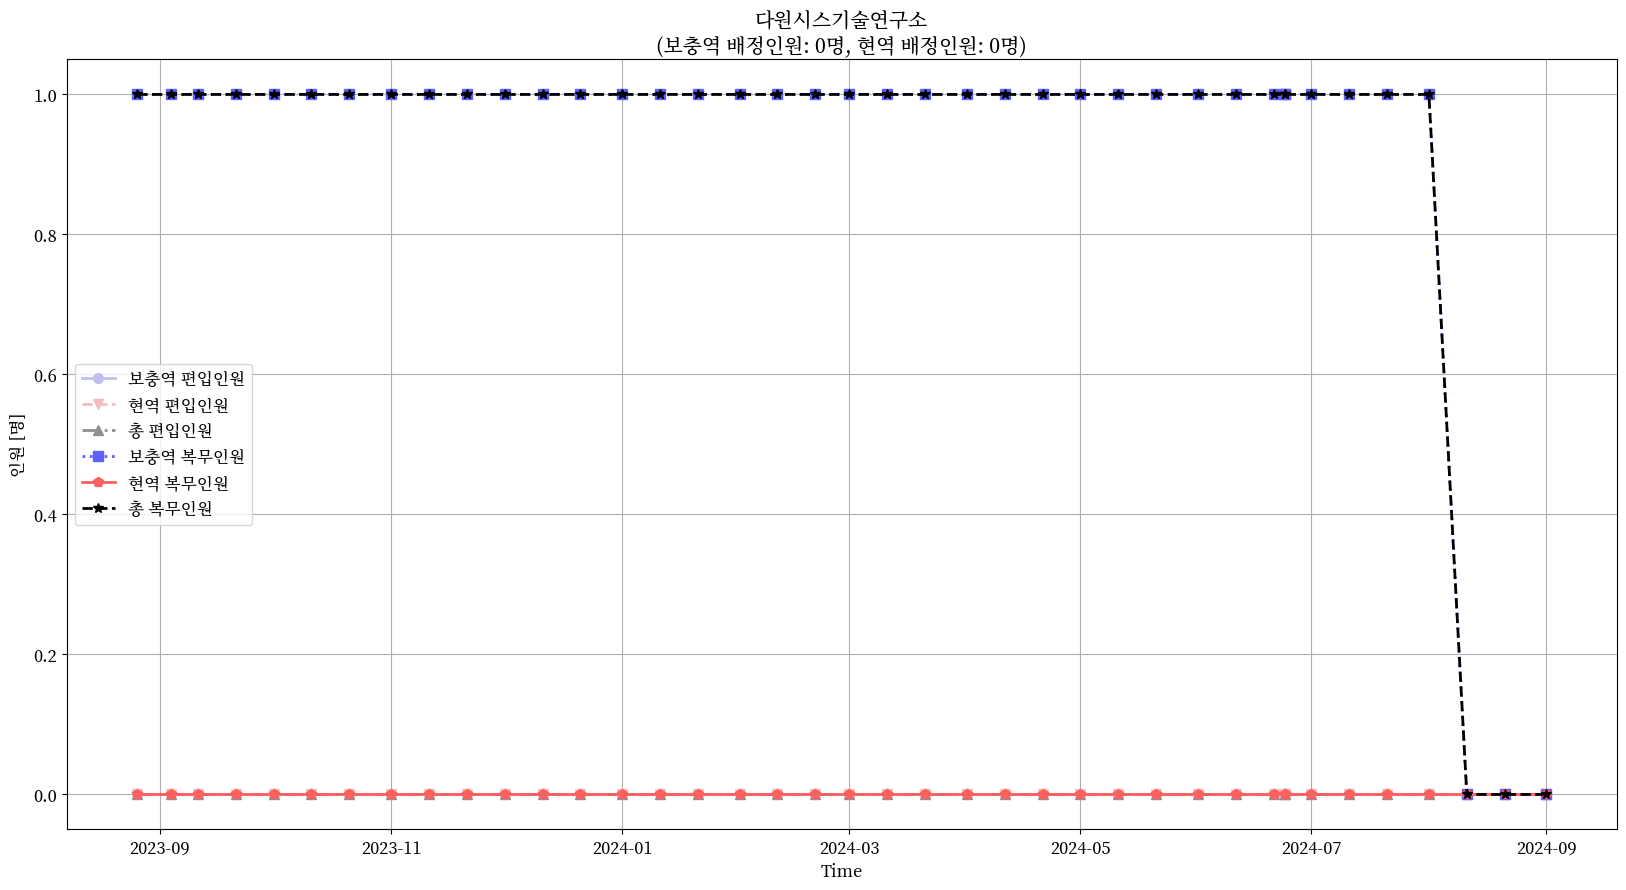 다원시스기술연구소
(보충역 배정인원: 0명, 현역 배정인원: 0명)
인원 [명]
1.0
0.8
0.6
0.4
0.2
0.0
보충역 편입인원
현역 편입인원
총 편입인원
보충역 복무인원
현역 복무인원
총 복무인원
2023-09
2023-11
2024-01
2024-03
2024-05
2024-07
2024-09
Time